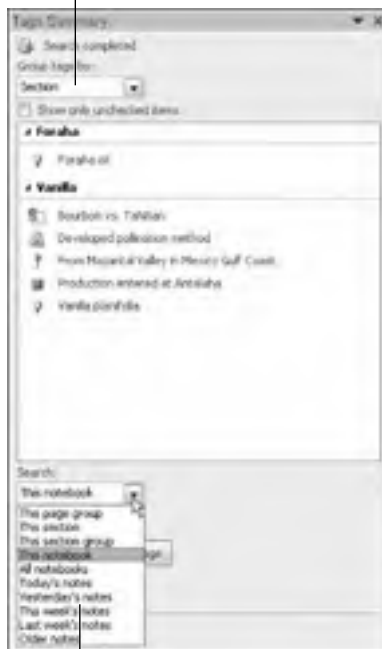 Tags Summary
Search completed
Group tags by:
Section
Show only unchecked items
Foraha
Foraha oil
Vanilla
Bourbon vs. Tahitian
Developed pollination method
From Mazantal Valley in Mexico Gulf Coast
Production entered at Antalaha
Vanilla planifolia
Search:
This notebook
This page group
This section
This section group
This notebook
All notebooks
Today's notes
Yesterday's notes
This week's notes
Last week's notes
Older notes